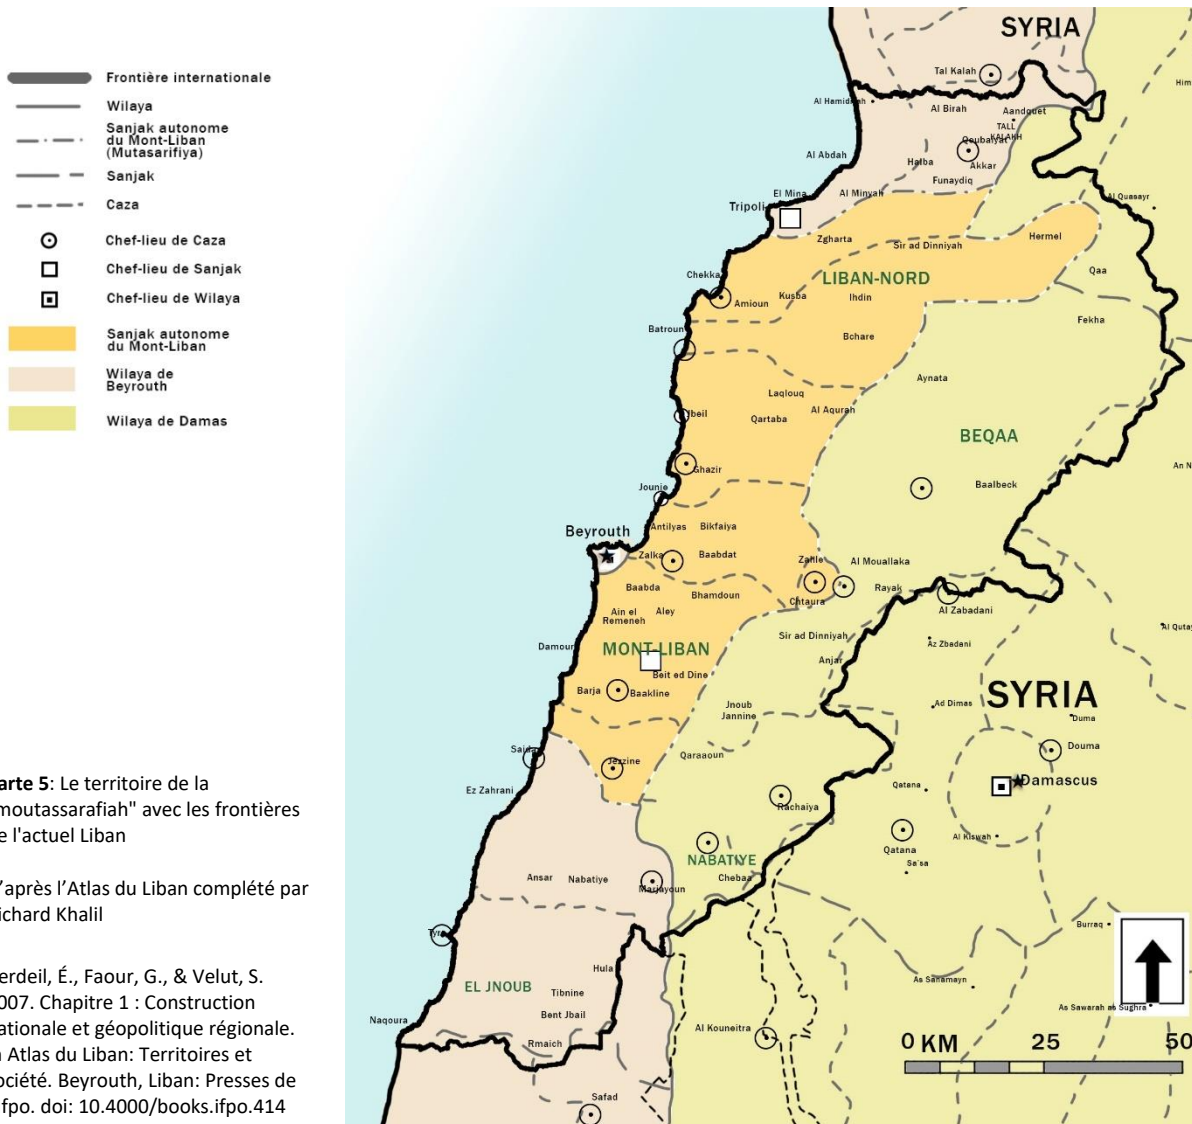 Frontière internationale
Wilaya
Sanjak autonome
du Mont-Liban
(Mutasarifiya)
Sanjak
Caza
Chef-lieu de Caza
Chef-lieu de Sanjak
Chef-lieu de Wilaya
Sanjak autonome
du Mont-Liban
Wilaya de
Beyrouth
Wilaya de Damas
arte 5: Le territoire de la
moutassarafiah" avec les frontières
e l'actuel Liban
'après l'Atlas du Liban complété par
ichard Khalil
erdeil, É., Faour, G., & Velut, S.
007. Chapitre 1 : Construction
ationale et géopolitique régionale.
Atlas du Liban: Territoires et
ociété. Beyrouth, Liban: Presses de
fpo. doi: 10.4000/books.ifpo.414
SYRIA
Tal Kalah
Him
Al Birah
Aandquet
TALL
KALAKH
Qoubaiyat
Al Abdah
Halba
Akkar
Funaydiq
El Mina
Al Minyah
Al Quasayr
Tripoli
Zgharta
Sir ad Dinniyah
Hermel
Chekka
LIBAN-NORD
Qaa
Amioun
Kusba
Ihdin
Fekha
Batroun
Bchare
Aynata
Laqlouq
Al Aqurah
Jbeil
Qartaba
BEQAA
Ghazir
An N
Jounie
Baalbeck
Antilyas
Bikfaiya
Beyrouth
Zalka
Baabdat
Zahle
Al Mouallaka
Baabda
Bhamdoun
Rayak
Chtaura
Ain el
Remeneh
Aley
Al Zabadani
Sir ad Dinniyah
Al Qutay
Damour
MONT-LIBAN
Az Zbadani
Anjar
Beit ed Dine
Barja
Baakline
SYRIA
Jnoub
Jannine
Ad Dimas
Duma
Saida
Jezzine
Qaraaoun
Douma
Ez Zahrani
Qatana
Damascus
Rachaiya
Al Kiswah
Qatana
NABATIYE
Sa'sa
Ansar
Nabatiye
Marjayoun
Chebaa
Tyre
Burraq
Hula
EL JNOUB
Tibnine
As Sanamayn
Bent Jbail
As Sawarah as Sughra
Naqoura
Al Kouneitra
Rmaich
0 KM
25
50
Safad